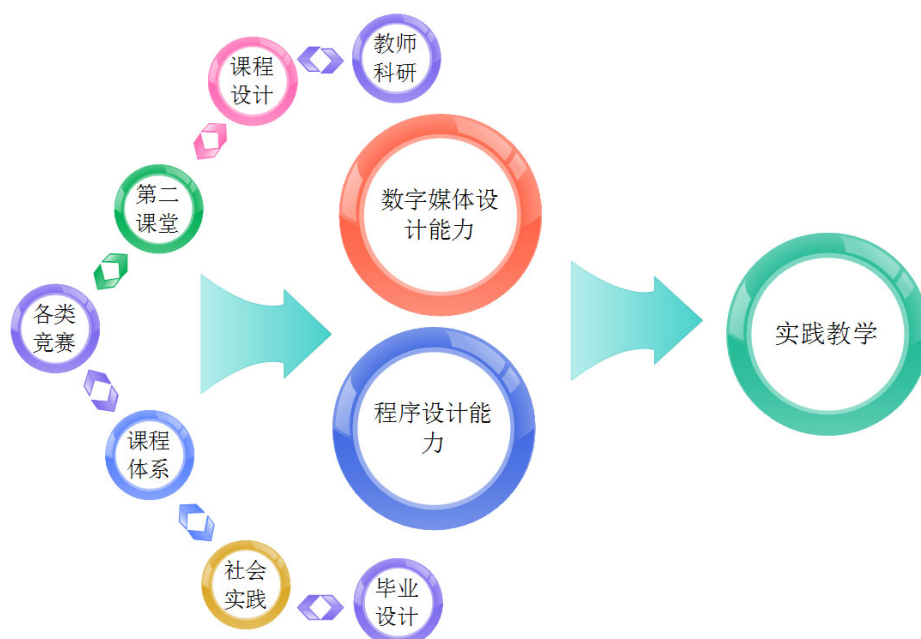 教师
科研
课程
设计
第二
课堂
各类
竞赛
课程
体系
社会
实践
毕业
设计
数字媒体设
计能力
程序设计能
力
实践教学